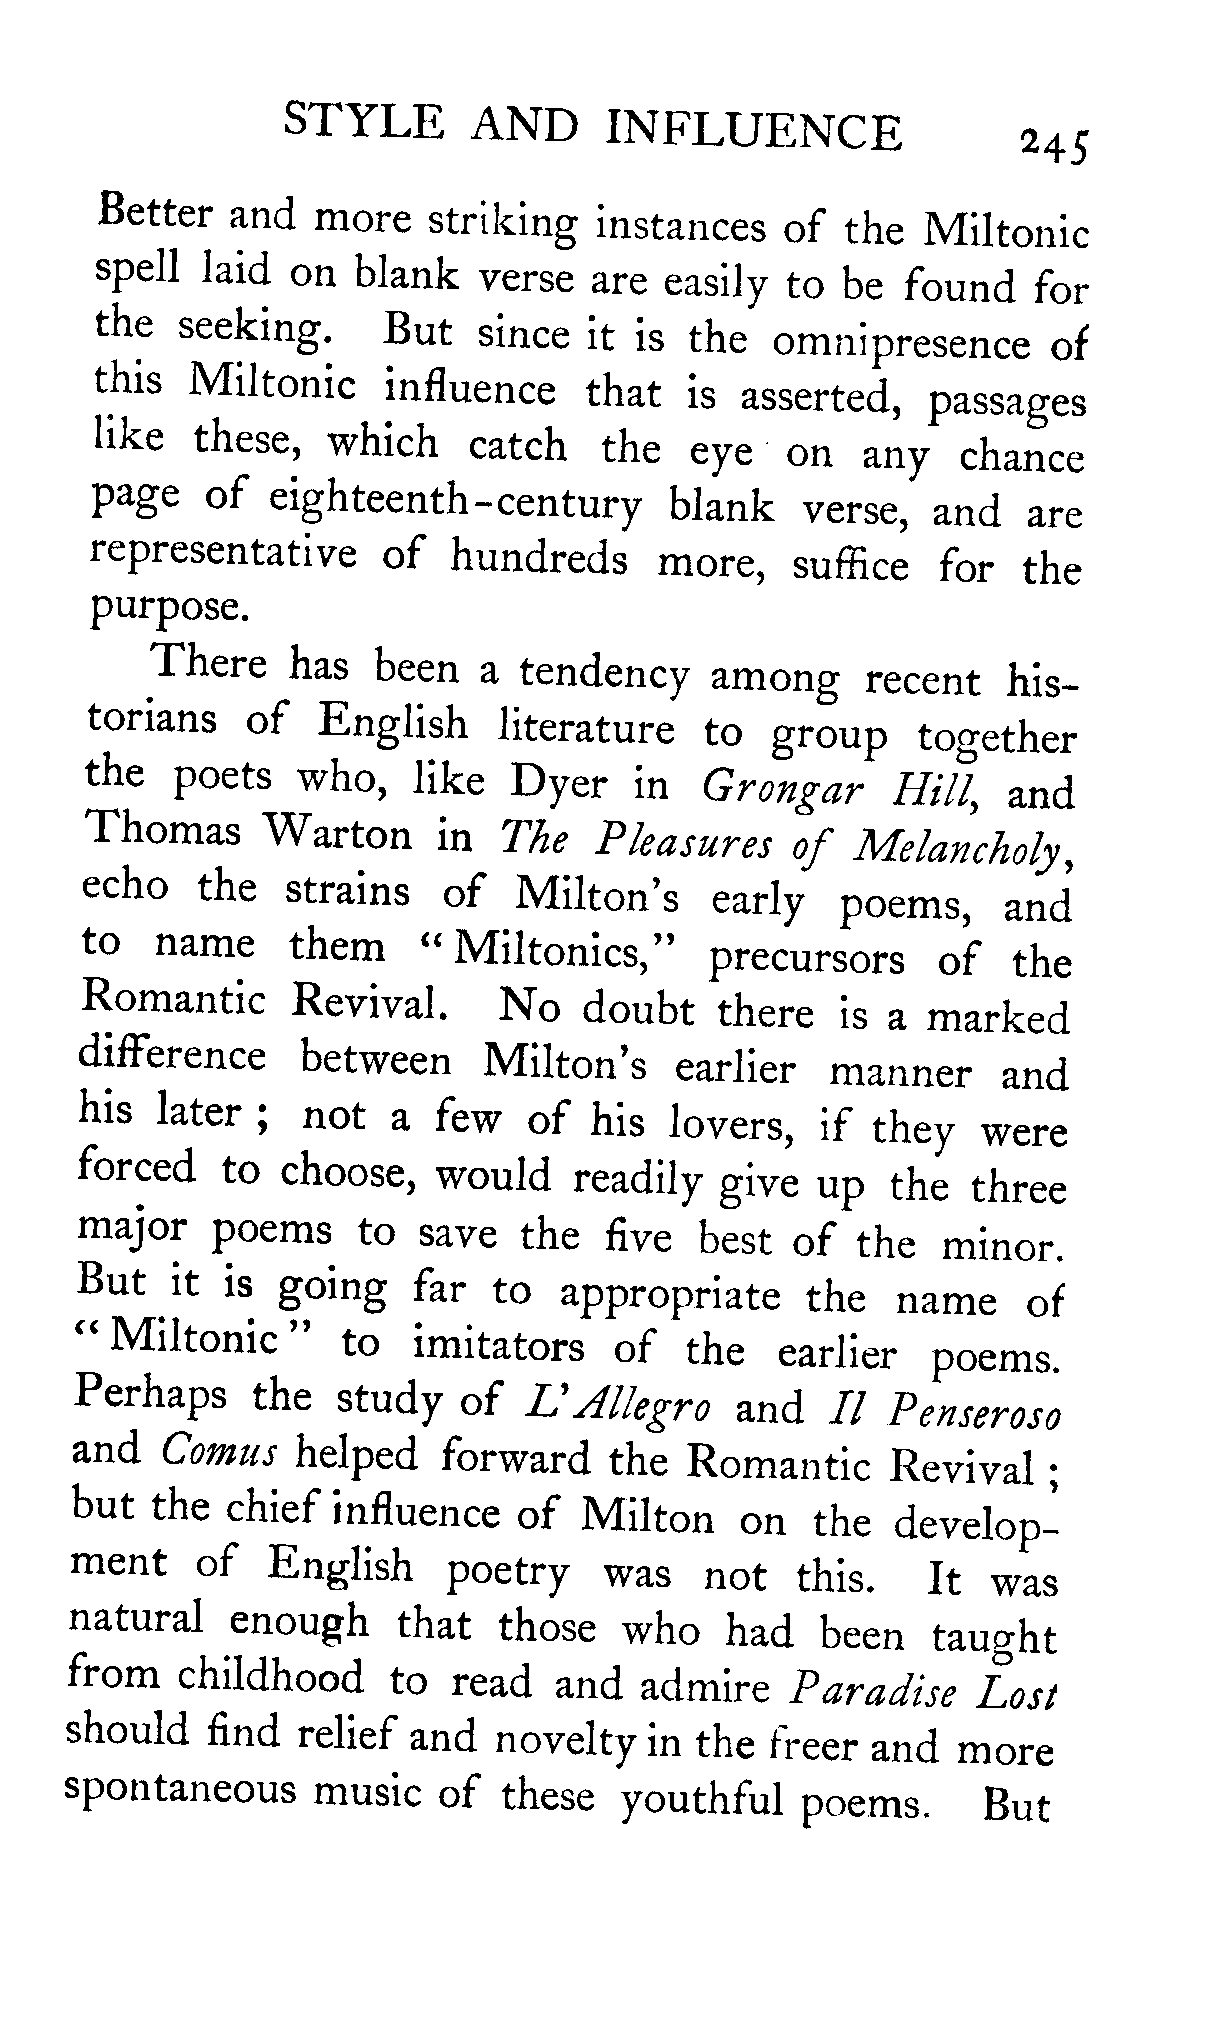 STYLE AND INFLUENCE 245
Better and more striking instances of the Miltonic
spell laid on blank verse are easily to be found for
the seeking. But since it is the omnipresence of
this Miltonic influence that is asserted, passages
like these, which catch the eye on any chance
page of eighteenth-century blank verse, and are
representative of hundreds more, suffice for the
purpose.
There has been a tendency among recent his-
torians of English literature to group together
the poets who, like Dyer in Grongar Hill, and
Thomas Warton in The Pleasures of Melancholy,
echo the strains of Milton's early poems, and
to name them "Miltonics," precursors of the
Romantic Revival. No doubt there is a marked
difference between Milton's earlier manner and
his later ; not a few of his lovers, if they were
forced to choose, would readily give up the three
major poems to save the five best of the minor.
But it is going far to appropriate the name of
"Miltonic" to imitators of the earlier poems.
Perhaps the study of L'Allegro and Il Penseroso
and Comus helped forward the Romantic Revival ;
but the chief influence of Milton on the develop-
ment of English poetry was not this. It was
natural enough that those who had been taught
from childhood to read and admire Paradise Lost
should find relief and novelty in the freer and more
spontaneous music of these youthful poems. But